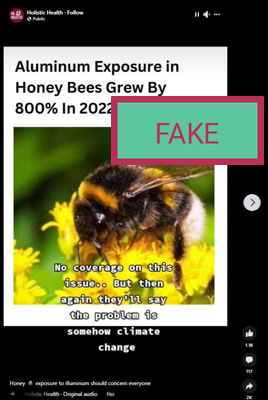 Holistic Health · Follow
Public
Aluminum Exposure in
Honey Bees Grew By
800% In 2022
FAKE
No coverage on this
issue.. But then
again they'll say
the problem is
somehow climate
change
1.1K
117
2K
Honey 🐝 exposure to illuminum should concern everyone
Holistic Health · Original audio Ho